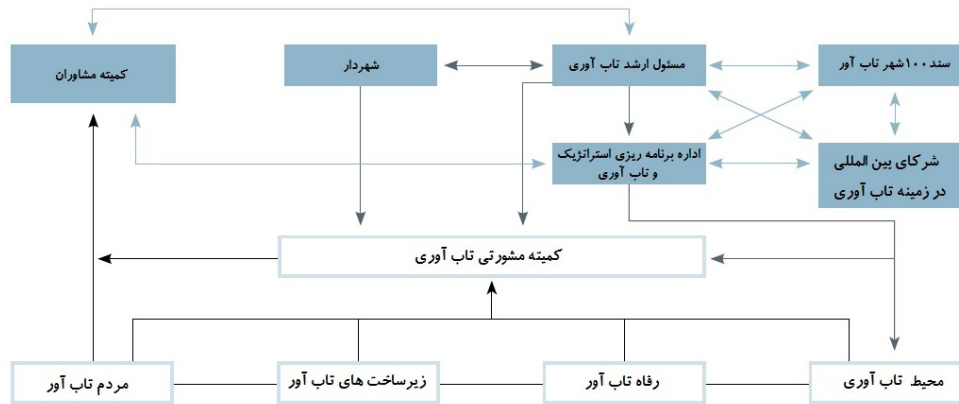 سند ۱۰۰شهر تاب آور
مسئول ارشد تاب آوری
شهردار
کمیته مشاوران
شرکای بین المللی
در زمینه تاب آوری
اداره برنامه ریزی استراتژیک
و تاب آوری
کمیته مشورتی تاب آوری
محیط تاب آوری
رفاه تاب آور
زیرساخت های تاب آور
مردم تاب آور